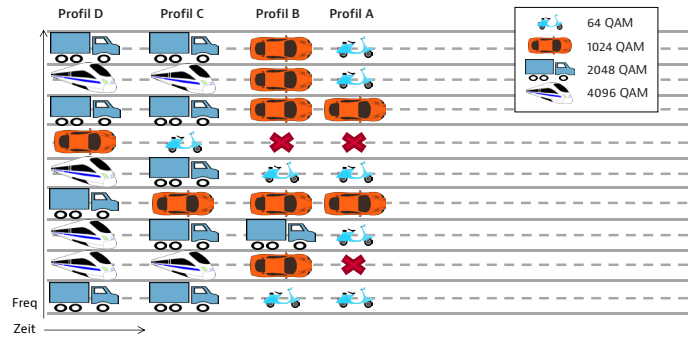 Profil D Profil C Profil B Profil A
64 QAM
1024 QAM
2048 QAM
4096 QAM
Freq
Zeit